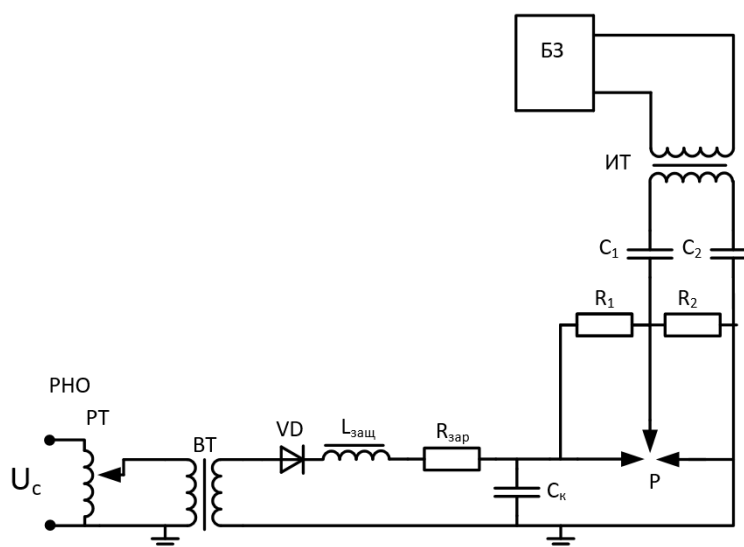 БЗ
ИТ
C₁ C₂
R₁ R₂
РНО
РТ
ВТ
VD
Lзащ
Rзар
Uс
Cк
Р